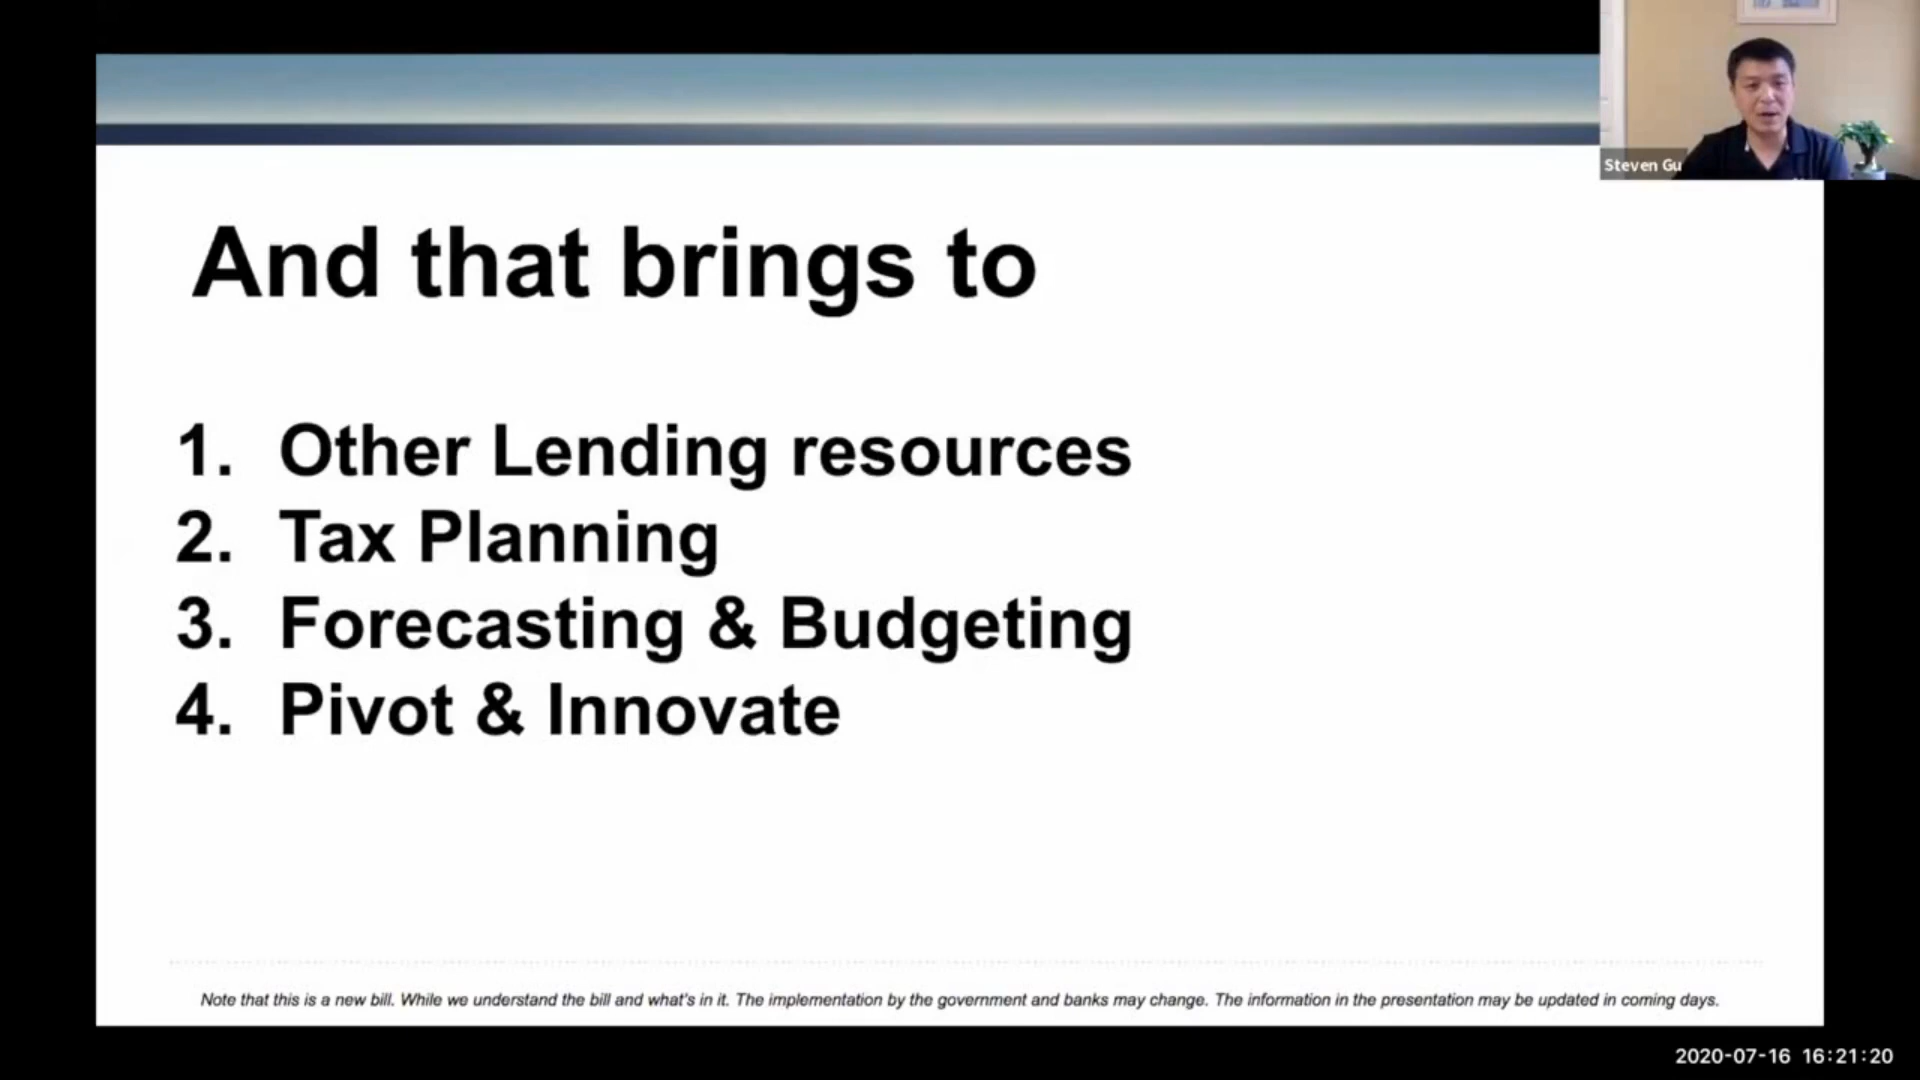 Steven Gu
And that brings to
1. Other Lending resources
2. Tax Planning
3. Forecasting & Budgeting
4. Pivot & Innovate
Note that this is a new bill. While we understand the bill and what's in it. The implementation by the government and banks may change. The information in the presentation may be updated in coming days.
2020-07-16 16:21:20